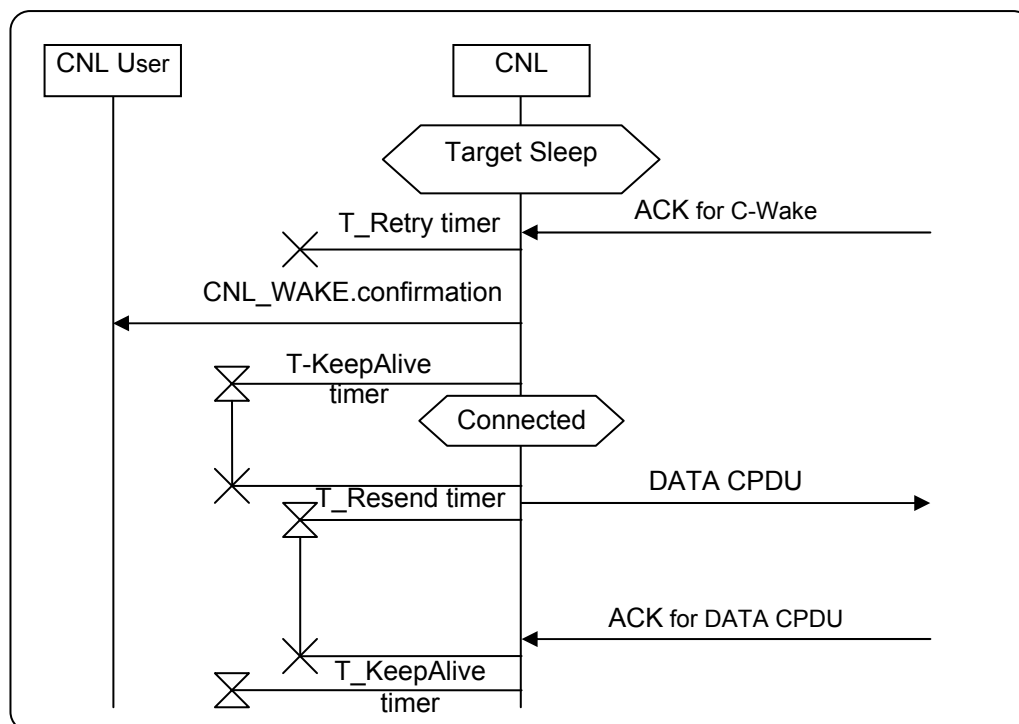 CNL User
CNL
Target Sleep
ACK for C-Wake
T_Retry timer
CNL_WAKE.confirmation
T-KeepAlive
timer
Connected
DATA CPDU
T_Resend timer
ACK for DATA CPDU
T_KeepAlive
timer